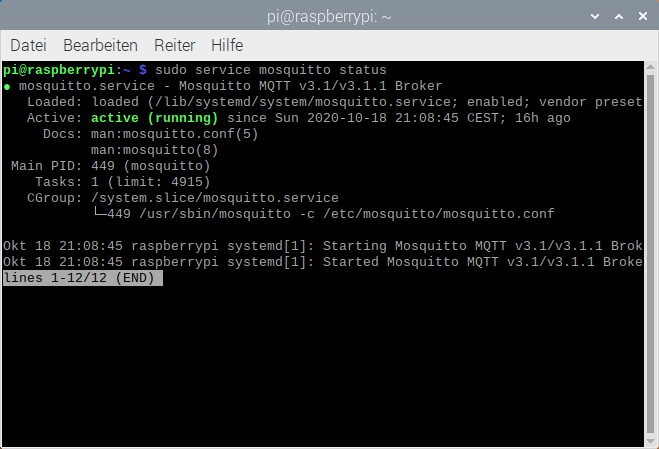 pi@raspberrypi: ~
Datei Bearbeiten Reiter Hilfe
pi@raspberrypi:~ $ sudo service mosquitto status
● mosquitto.service - Mosquitto MQTT v3.1/v3.1.1 Broker
   Loaded: loaded (/lib/systemd/system/mosquitto.service; enabled; vendor preset
   Active: active (running) since Sun 2020-10-18 21:08:45 CEST; 16h ago
     Docs: man:mosquitto.conf(5)
           man:mosquitto(8)
 Main PID: 449 (mosquitto)
    Tasks: 1 (limit: 4915)
   CGroup: /system.slice/mosquitto.service
           └─449 /usr/sbin/mosquitto -c /etc/mosquitto/mosquitto.conf
Okt 18 21:08:45 raspberrypi systemd[1]: Starting Mosquitto MQTT v3.1/v3.1.1 Brok
Okt 18 21:08:45 raspberrypi systemd[1]: Started Mosquitto MQTT v3.1/v3.1.1 Broke
lines 1-12/12 (END)